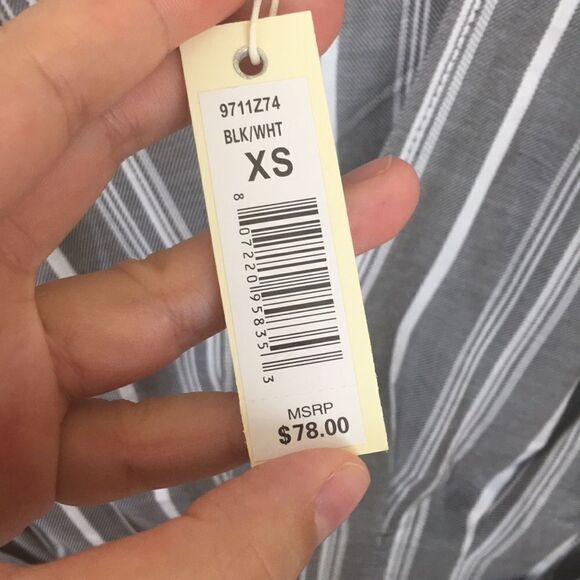 9711Z74
BLK/WHT
XS
8 07220 95835 3
MSRP
$78.00